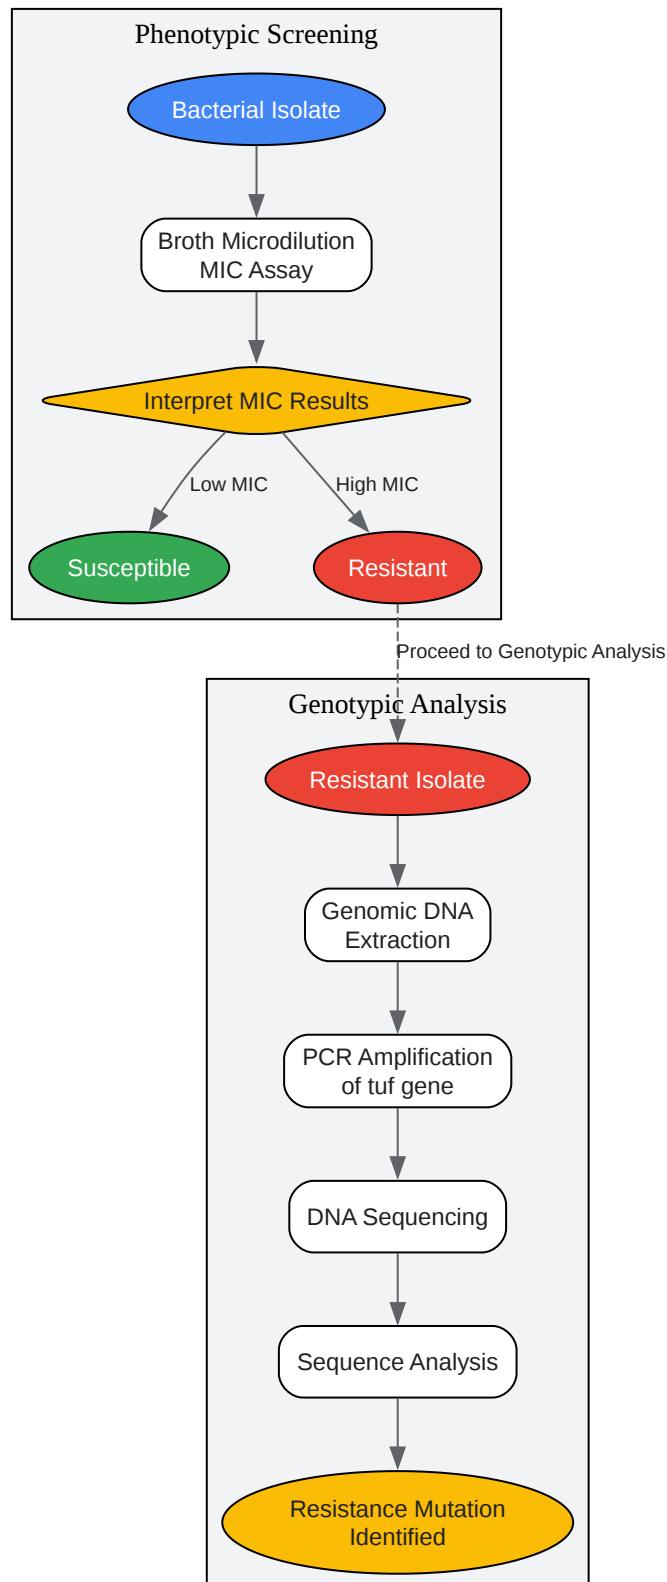 Phenotypic Screening
Bacterial Isolate
Broth Microdilution
MIC Assay
Interpret MIC Results
Low MIC
High MIC
Susceptible
Resistant
Proceed to Genotypic Analysis
Genotypic Analysis
Resistant Isolate
Genomic DNA
Extraction
PCR Amplification
of tuf gene
DNA Sequencing
Sequence Analysis
Resistance Mutation
Identified